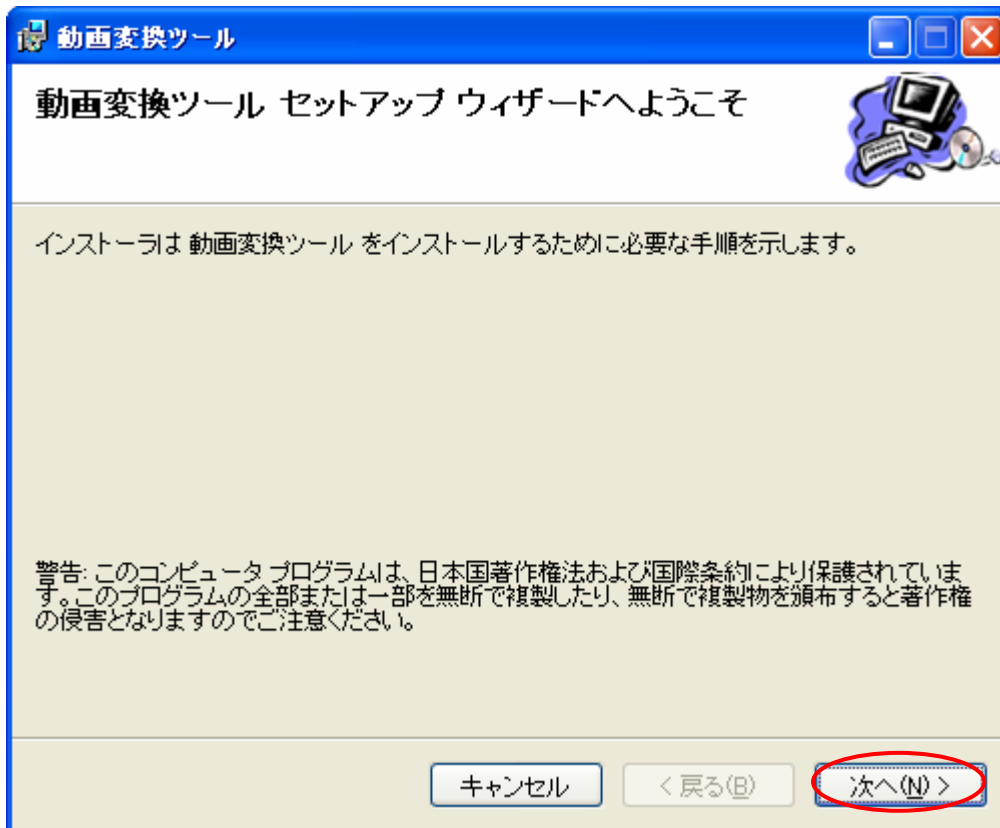 動画変換ツール
動画変換ツール セットアップ ウィザードへようこそ
インストーラは 動画変換ツール をインストールするために必要な手順を示します。
警告: このコンピュータ プログラムは、日本国著作権法および国際条約により保護されていま
す。このプログラムの全部または一部を無断で複製したり、無断で複製物を頒布すると著作権
の侵害となりますのでご注意ください。
キャンセル
< 戻る(B)
次へ(N) >